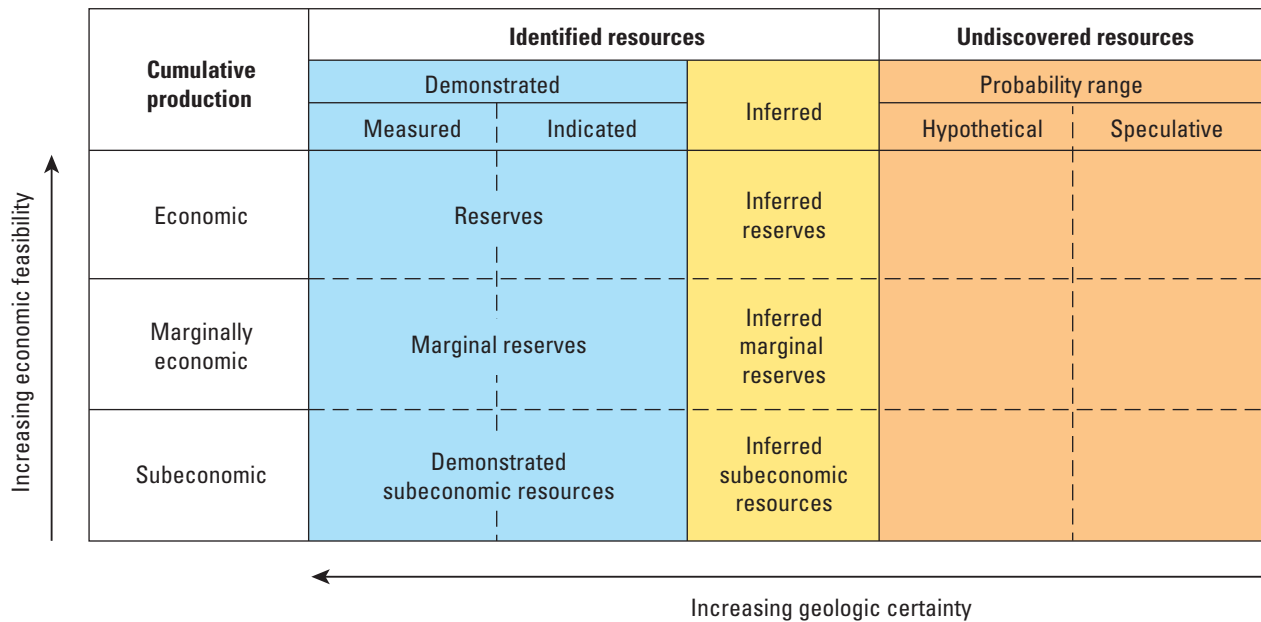 Cumulative
production
Identified resources
Undiscovered resources
Demonstrated
Inferred
Probability range
Measured
Indicated
Hypothetical
Speculative
Increasing economic feasibility
Economic
Reserves
Inferred
reserves
Marginally
economic
Marginal reserves
Inferred
marginal
reserves
Subeconomic
Demonstrated
subeconomic resources
Inferred
subeconomic
resources
Increasing geologic certainty